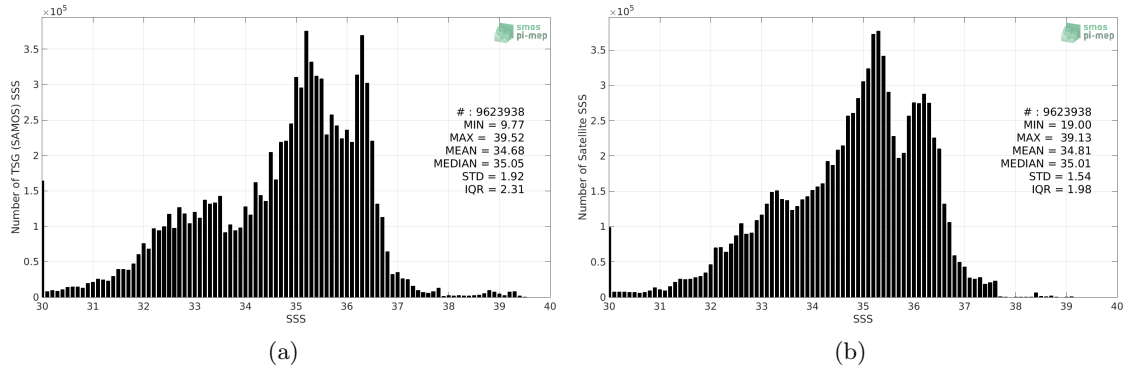 ×10⁵
3.5
3
2.5
2
1.5
1
0.5
0
Number of TSG (SAMOS) SSS
smos
pi-mep
# : 9623938
MIN = 9.77
MAX = 39.52
MEAN = 34.68
MEDIAN = 35.05
STD = 1.92
IQR = 2.31
30 31 32 33 34 35 36 37 38 39 40
SSS
(a)
×10⁵
3.5
3
2.5
2
1.5
1
0.5
0
Number of Satellite SSS
smos
pi-mep
# : 9623938
MIN = 19.00
MAX = 39.13
MEAN = 34.81
MEDIAN = 35.01
STD = 1.54
IQR = 1.98
30 31 32 33 34 35 36 37 38 39 40
SSS
(b)